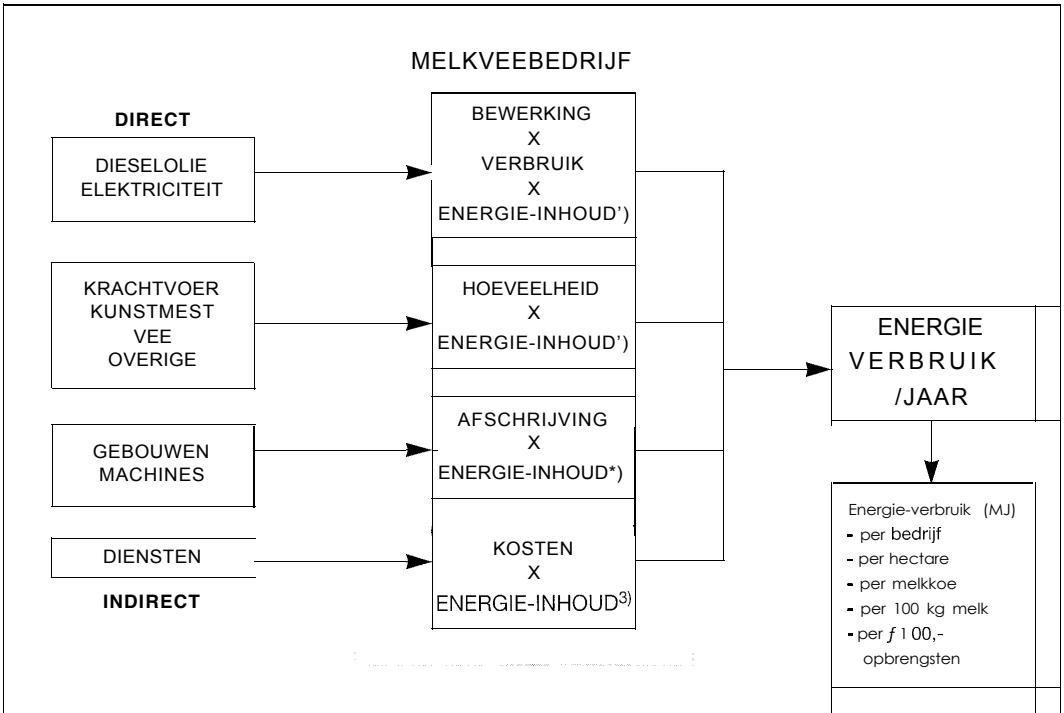 MELKVEEBEDRIJF
DIRECT
DIESELOLIE
ELEKTRICITEIT
BEWERKING
X
VERBRUIK
X
ENERGIE-INHOUD')
KRACHTVOER
KUNSTMEST
VEE
OVERIGE
HOEVEELHEID
X
ENERGIE-INHOUD')
GEBOUWEN
MACHINES
AFSCHRIJVING
X
ENERGIE-INHOUD*)
DIENSTEN
INDIRECT
KOSTEN
X
ENERGIE-INHOUD3)
ENERGIE
VERBRUIK
/JAAR
Energie-verbruik (MJ)
- per bedrijf
- per hectare
- per melkkoe
- per 100 kg melk
- per ƒ 100,-
opbrengsten